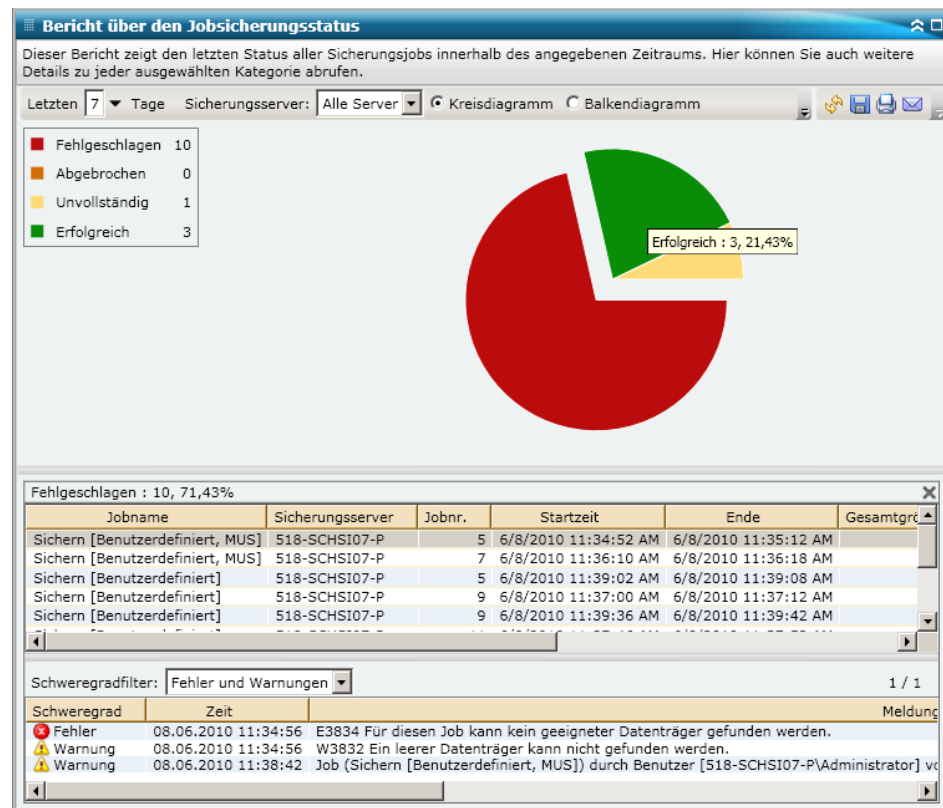 Bericht über den Jobsicherungsstatus
Dieser Bericht zeigt den letzten Status aller Sicherungsjobs innerhalb des angegebenen Zeitraums. Hier können Sie auch weitere
Details zu jeder ausgewählten Kategorie abrufen.
Letzten 7 Tage Sicherungsserver: Alle Server Kreisdiagramm Balkendiagramm
Fehlgeschlagen 10
Abgebrochen 0
Unvollständig 1
Erfolgreich 3
Erfolgreich : 3, 21,43%
Fehlgeschlagen : 10, 71,43%
Jobname Sicherungsserver Jobnr. Startzeit Ende Gesamtgrö
Sichern [Benutzerdefiniert, MUS] 518-SCHSI07-P 5 6/8/2010 11:34:52 AM 6/8/2010 11:35:12 AM
Sichern [Benutzerdefiniert, MUS] 518-SCHSI07-P 7 6/8/2010 11:36:10 AM 6/8/2010 11:36:18 AM
Sichern [Benutzerdefiniert] 518-SCHSI07-P 5 6/8/2010 11:39:02 AM 6/8/2010 11:39:08 AM
Sichern [Benutzerdefiniert] 518-SCHSI07-P 9 6/8/2010 11:37:00 AM 6/8/2010 11:37:12 AM
Sichern [Benutzerdefiniert] 518-SCHSI07-P 9 6/8/2010 11:39:36 AM 6/8/2010 11:39:42 AM
Schweregradfilter: Fehler und Warnungen 1 / 1
Schweregrad Zeit Meldung
Fehler 08.06.2010 11:34:56 E3834 Für diesen Job kann kein geeigneter Datenträger gefunden werden.
Warnung 08.06.2010 11:34:56 W3832 Ein leerer Datenträger kann nicht gefunden werden.
Warnung 08.06.2010 11:38:42 Job (Sichern [Benutzerdefiniert, MUS]) durch Benutzer [518-SCHSI07-P\Administrator] vo